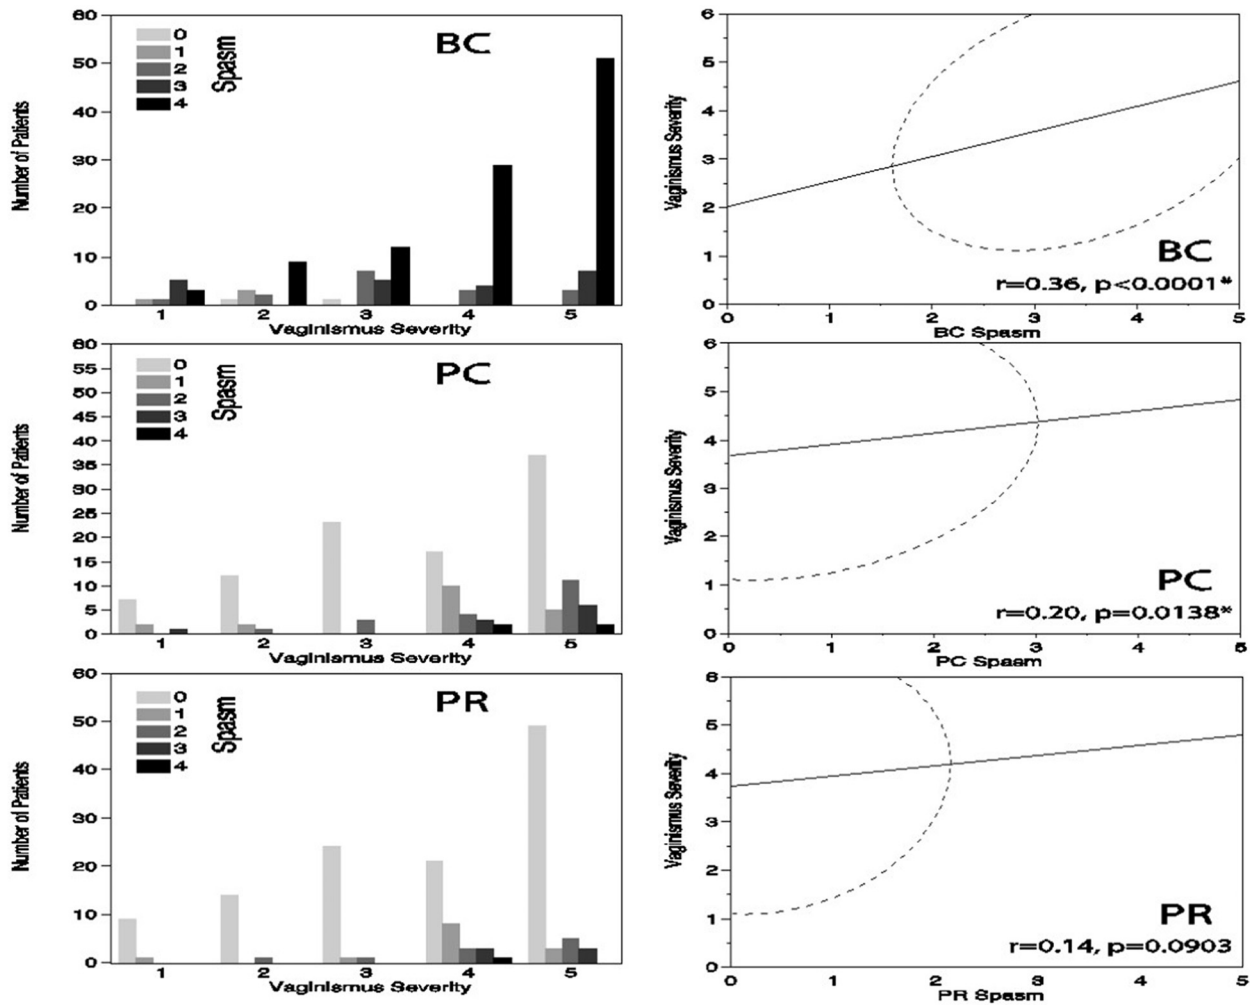 60
50
40
30
20
10
0
Number of Patients
0
1
2
3
4
Spasm
BC
1 2 3 4 5
Vaginismus Severity
6
5
4
3
2
1
0
Vaginismus Severity
BC
r=0.36, p<0.0001*
0 1 2 3 4 5
BC Spasm
60
55
50
45
40
35
30
25
20
15
10
5
0
Number of Patients
0
1
2
3
4
Spasm
PC
1 2 3 4 5
Vaginismus Severity
6
5
4
3
2
1
0
Vaginismus Severity
PC
r=0.20, p=0.0138*
0 1 2 3 4 5
PC Spasm
60
50
40
30
20
10
0
Number of Patients
0
1
2
3
4
Spasm
PR
1 2 3 4 5
Vaginismus Severity
6
5
4
3
2
1
0
Vaginismus Severity
PR
r=0.14, p=0.0903
0 1 2 3 4 5
PR Spasm